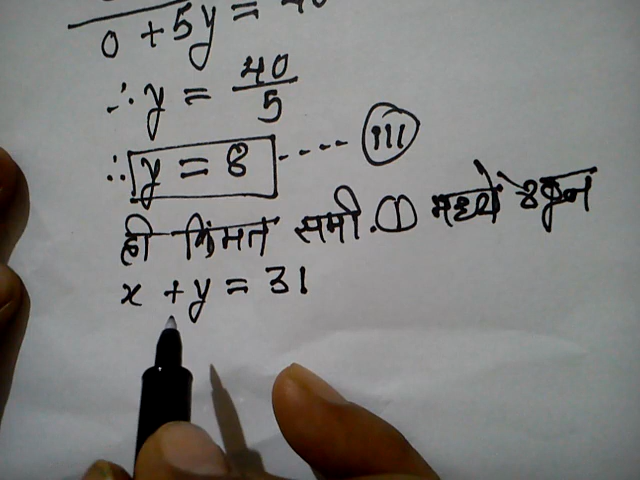 0 + 5y = 40
∴ y = 40/5
∴ y = 8 ---- (III)
ही किंमत समी. (I) मध्ये ठेवून
x + y = 31